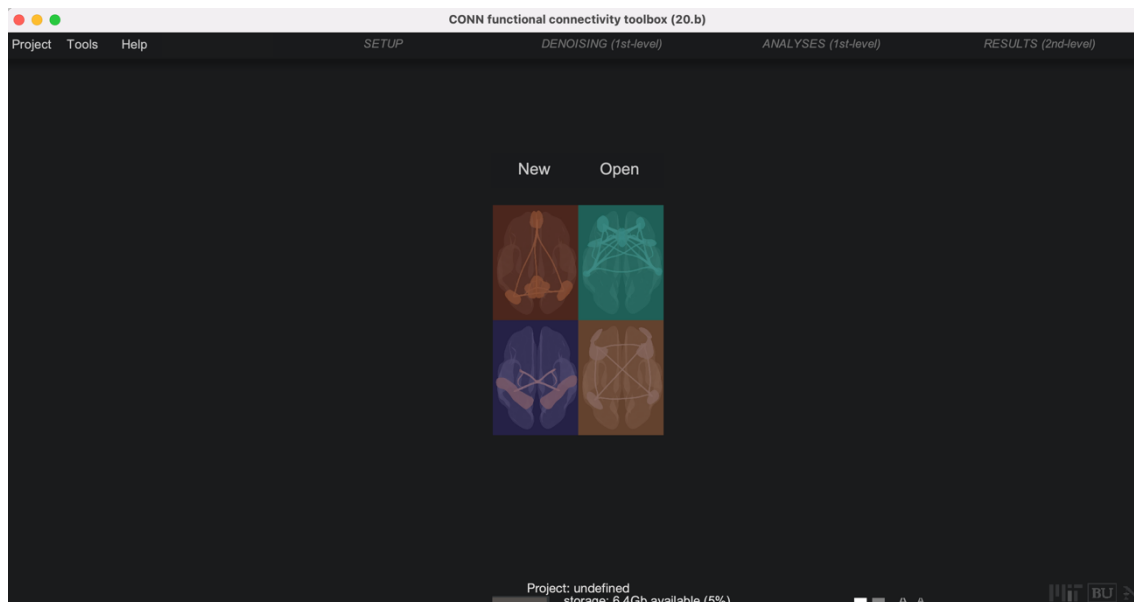 CONN functional connectivity toolbox (20.b)
Project Tools Help SETUP DENOISING (1st-level) ANALYSES (1st-level) RESULTS (2nd-level)
New Open
Project: undefined
storage: 6.4Gb available (5%)
BU